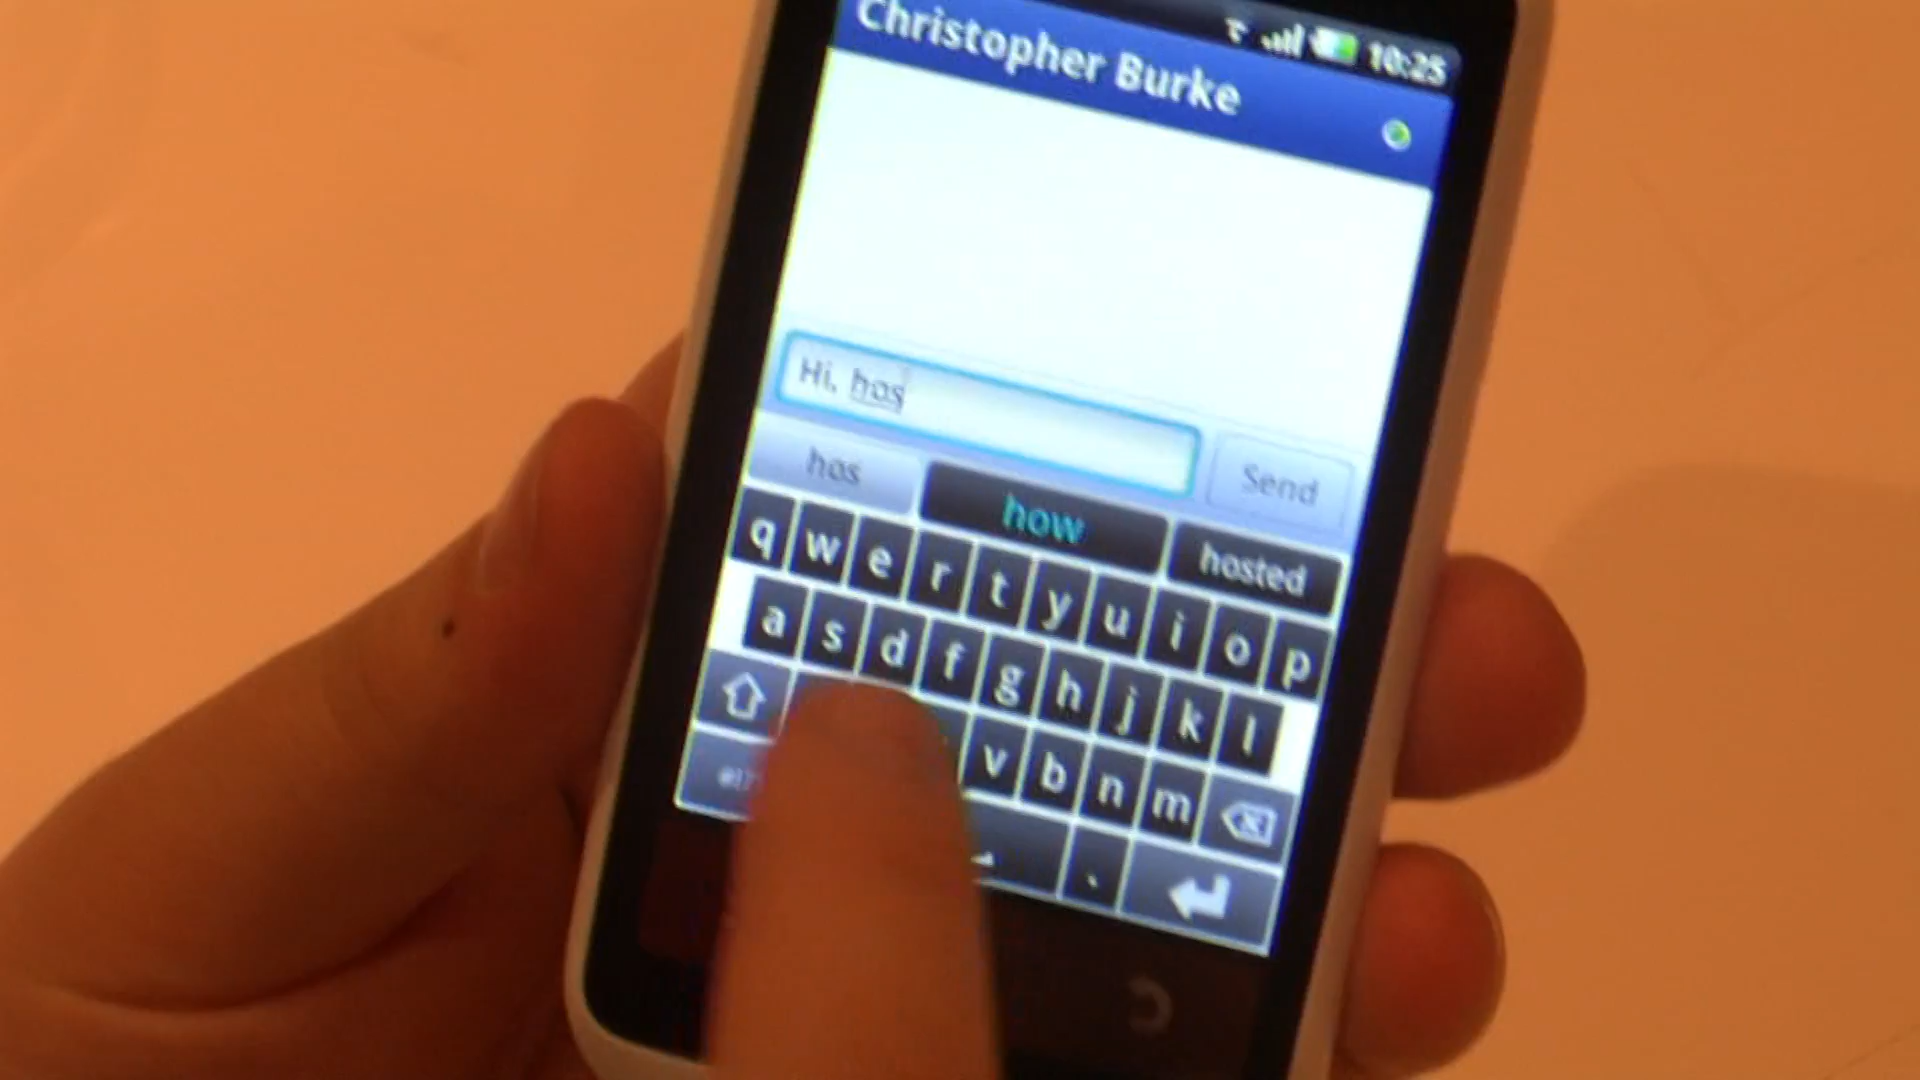 10:25
Christopher Burke
Hi, hos
Send
hos how hosted
q w e r t y u i o p
a s d f g h j k l
v b n m
.